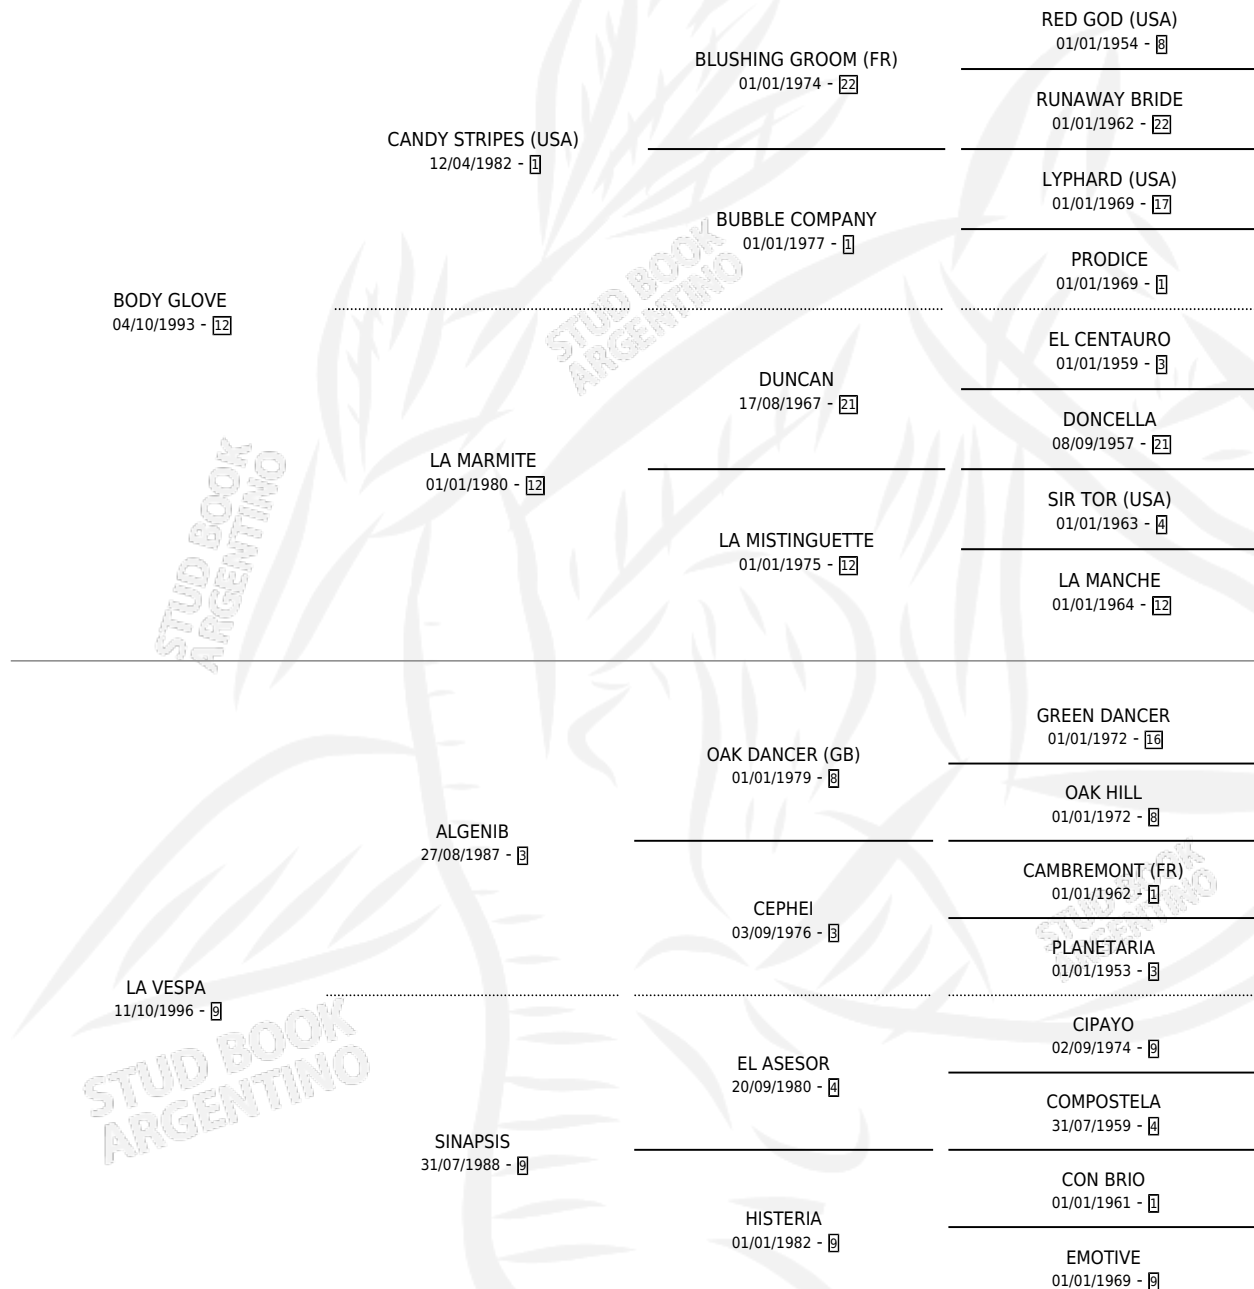 RED GOD (USA)
01/01/1954 - 8
BLUSHING GROOM (FR)
01/01/1974 - 22
RUNAWAY BRIDE
01/01/1962 - 22
CANDY STRIPES (USA)
12/04/1982 - 1
LYPHARD (USA)
01/01/1969 - 17
BUBBLE COMPANY
01/01/1977 - 1
PRODICE
01/01/1969 - 1
BODY GLOVE
04/10/1993 - 12
EL CENTAURO
01/01/1959 - 3
DUNCAN
17/08/1967 - 21
DONCELLA
08/09/1957 - 21
LA MARMITE
01/01/1980 - 12
SIR TOR (USA)
01/01/1963 - 4
LA MISTINGUETTE
01/01/1975 - 12
LA MANCHE
01/01/1964 - 12
GREEN DANCER
01/01/1972 - 16
OAK DANCER (GB)
01/01/1979 - 8
OAK HILL
01/01/1972 - 8
ALGENIB
27/08/1987 - 3
CAMBREMONT (FR)
01/01/1962 - 1
CEPHEI
03/09/1976 - 3
PLANETARIA
01/01/1953 - 3
LA VESPA
11/10/1996 - 9
CIPAYO
02/09/1974 - 9
EL ASESOR
20/09/1980 - 4
COMPOSTELA
31/07/1959 - 4
SINAPSIS
31/07/1988 - 9
CON BRIO
01/01/1961 - 1
HISTERIA
01/01/1982 - 9
EMOTIVE
01/01/1969 - 9
STUD BOOK
ARGENTINO
STUD BOOK
ARGENTINO
STUD BOOK
ARGENTINO
STUD BOOK
ARGENTINO